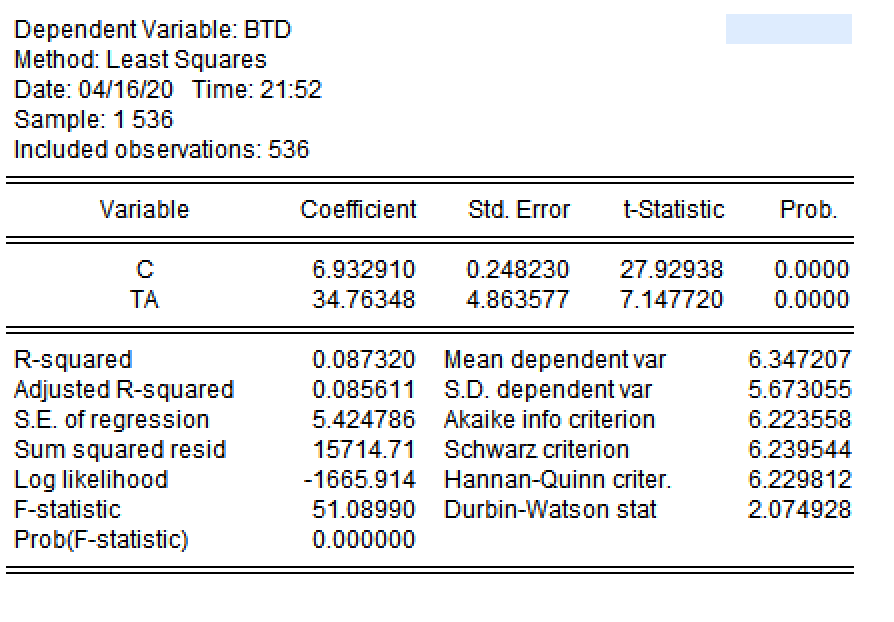 Dependent Variable: BTD
Method: Least Squares
Date: 04/16/20 Time: 21:52
Sample: 1 536
Included observations: 536
Variable Coefficient Std. Error t-Statistic Prob.
C 6.932910 0.248230 27.92938 0.0000
TA 34.76348 4.863577 7.147720 0.0000
R-squared 0.087320 Mean dependent var 6.347207
Adjusted R-squared 0.085611 S.D. dependent var 5.673055
S.E. of regression 5.424786 Akaike info criterion 6.223558
Sum squared resid 15714.71 Schwarz criterion 6.239544
Log likelihood -1665.914 Hannan-Quinn criter. 6.229812
F-statistic 51.08990 Durbin-Watson stat 2.074928
Prob(F-statistic) 0.000000